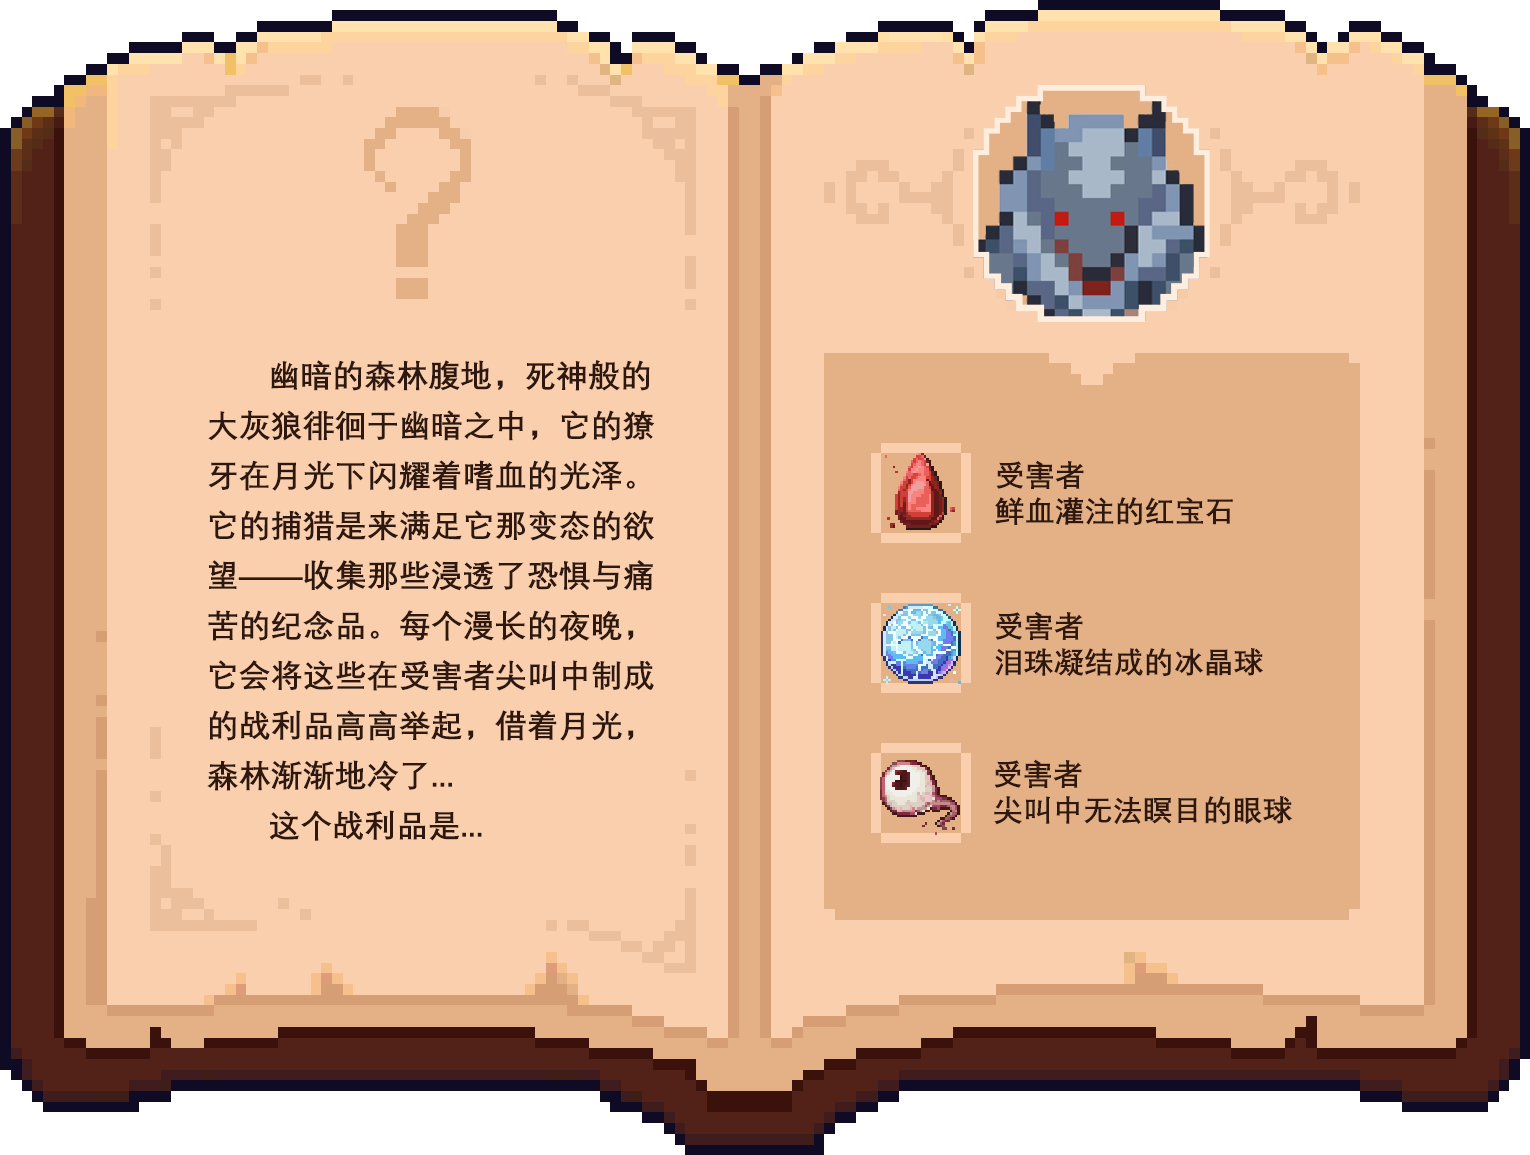 幽暗的森林腹地，死神般的
大灰狼徘徊于幽暗之中，它的獠
牙在月光下闪耀着嗜血的光泽。
它的捕猎是来满足它那变态的欲
望——收集那些浸透了恐惧与痛
苦的纪念品。每个漫长的夜晚，
它会将这些在受害者尖叫中制成
的战利品高高举起，借着月光，
森林渐渐地冷了...
这个战利品是...
受害者
鲜血灌注的红宝石
受害者
泪珠凝结成的冰晶球
受害者
尖叫中无法瞑目的眼球